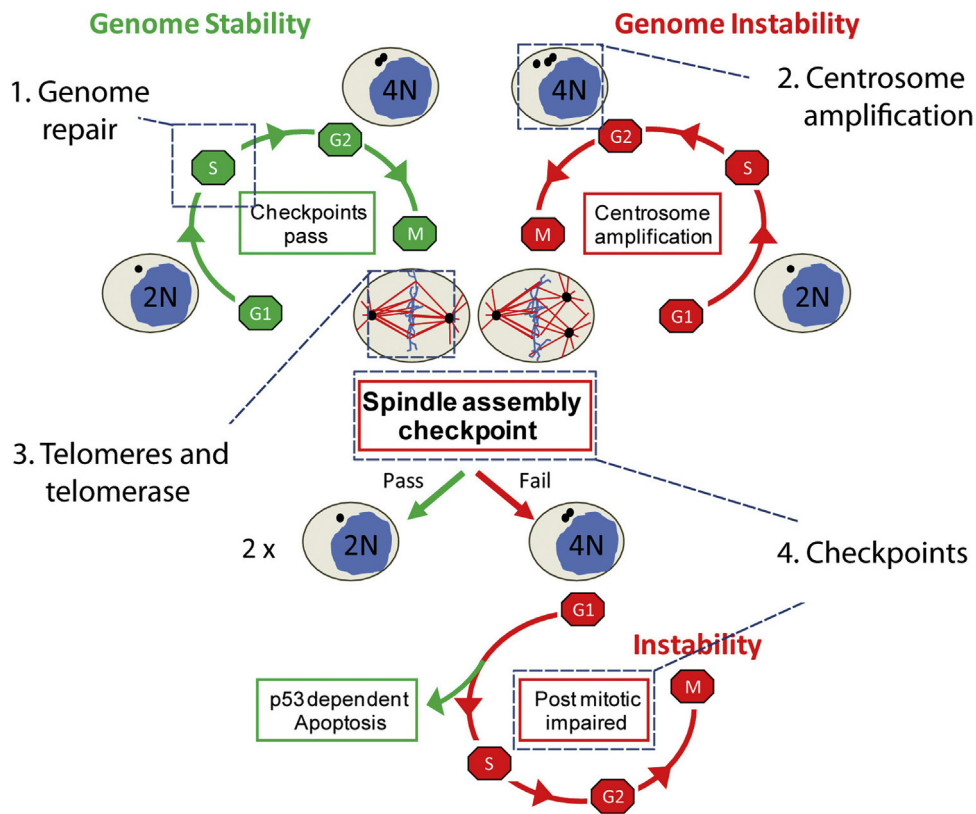 Genome Stability
Genome Instability
1. Genome
repair
2. Centrosome
amplification
4N
4N
G2
G2
S
S
Checkpoints
pass
Centrosome
amplification
M
M
2N
2N
G1
G1
Spindle assembly
checkpoint
3. Telomeres and
telomerase
Pass
Fail
2 x
2N
4N
4. Checkpoints
G1
Instability
p53 dependent
Apoptosis
Post mitotic
impaired
M
S
G2